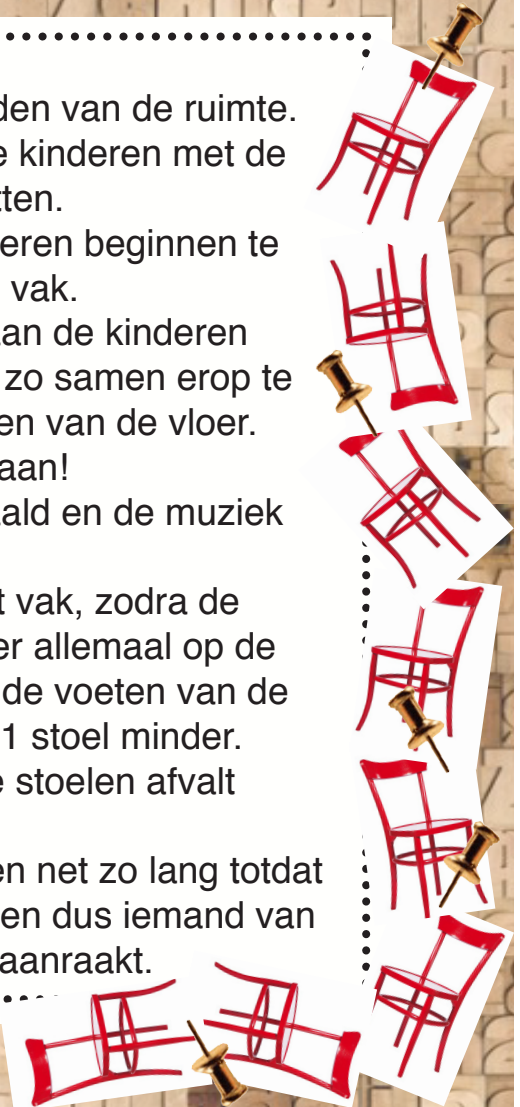 den van de ruimte.
kinderen met de
ten.
eren beginnen te
vak.
an de kinderen
zo samen erop te
en van de vloer.
aan!
ald en de muziek
vak, zodra de
er allemaal op de
de voeten van de
1 stoel minder.
stoelen afvalt
en net zo lang totdat
en dus iemand van
aanraakt.